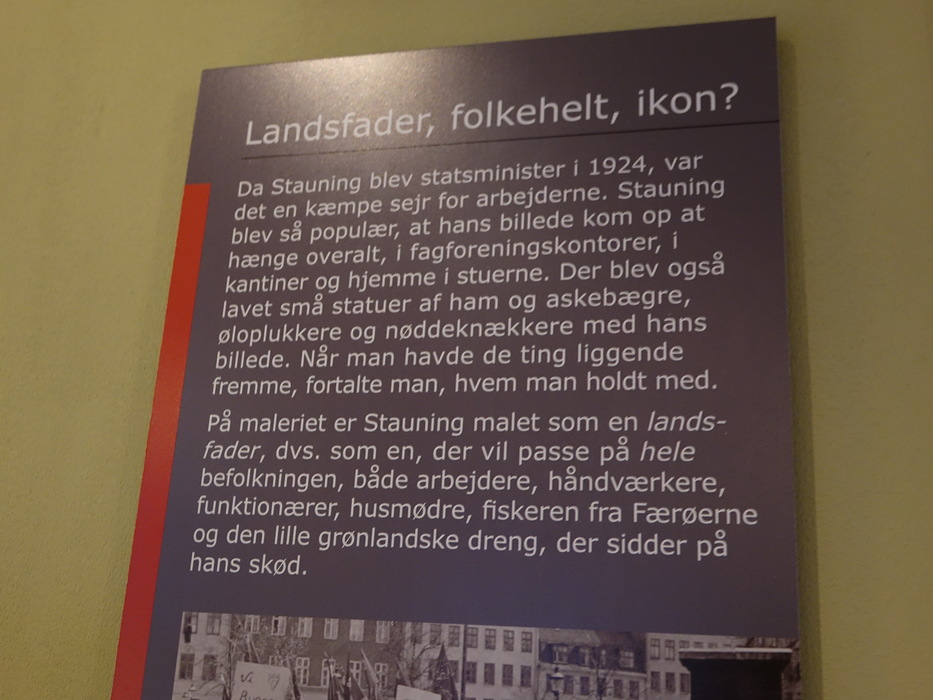 Landsfader, folkehelt, ikon?
Da Stauning blev statsminister i 1924, var
det en kæmpe sejr for arbejderne. Stauning
blev så populær, at hans billede kom op at
hænge overalt, i fagforeningskontorer, i
kantiner og hjemme i stuerne. Der blev også
lavet små statuer af ham og askebægre,
øloplukkere og nøddeknækkere med hans
billede. Når man havde de ting liggende
fremme, fortalte man, hvem man holdt med.
På maleriet er Stauning malet som en lands-
fader, dvs. som en, der vil passe på hele
befolkningen, både arbejdere, håndværkere,
funktionærer, husmødre, fiskeren fra Færøerne
og den lille grønlandske dreng, der sidder på
hans skød.
Vi